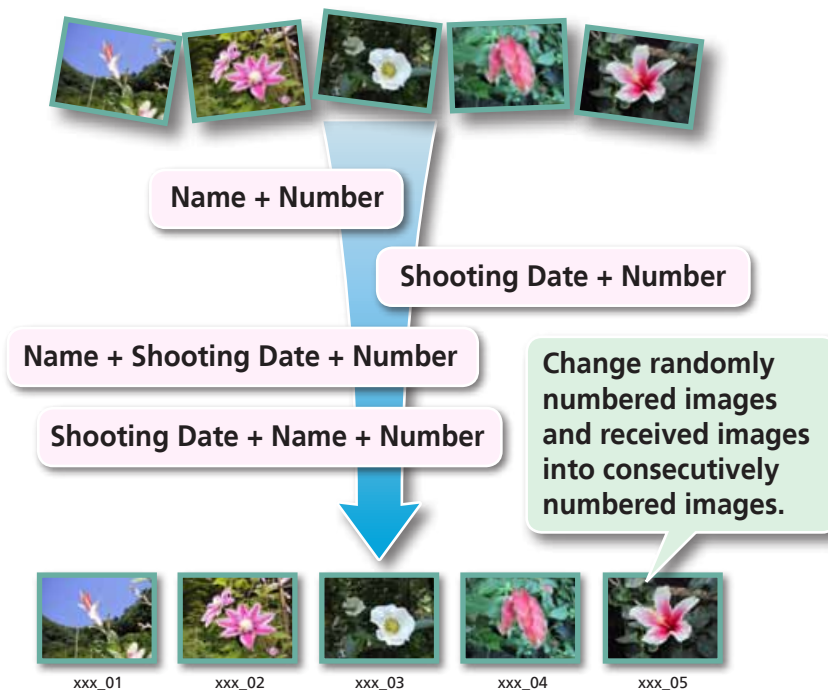 Name + Number
Shooting Date + Number
Name + Shooting Date + Number
Shooting Date + Name + Number
Change randomly
numbered images
and received images
into consecutively
numbered images.
xxx_01
xxx_02
xxx_03
xxx_04
xxx_05